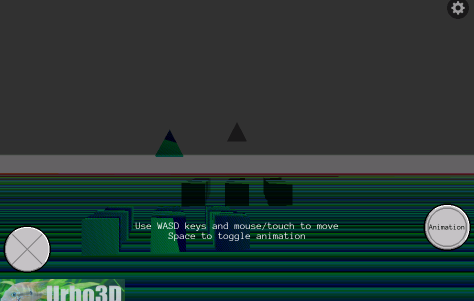 Use WASD keys and mouse/touch to move
Space to toggle animation
Animation
Urho3D